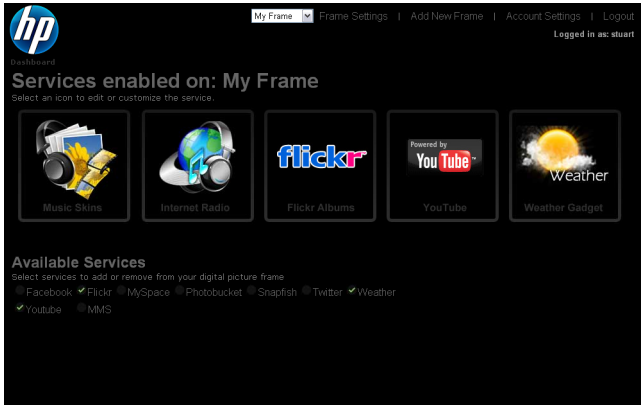 hp
My Frame Frame Settings | Add New Frame | Account Settings | Logout
Logged in as: stuart
Dashboard
Services enabled on: My Frame
Select an icon to edit or customize the service.
flickr
Powered by
YouTube
Weather
Music Skins Internet Radio Flickr Albums YouTube Weather Gadget
Available Services
Select services to add or remove from your digital picture frame
Facebook Flickr MySpace Photobucket Snapfish Twitter Weather
Youtube MMS